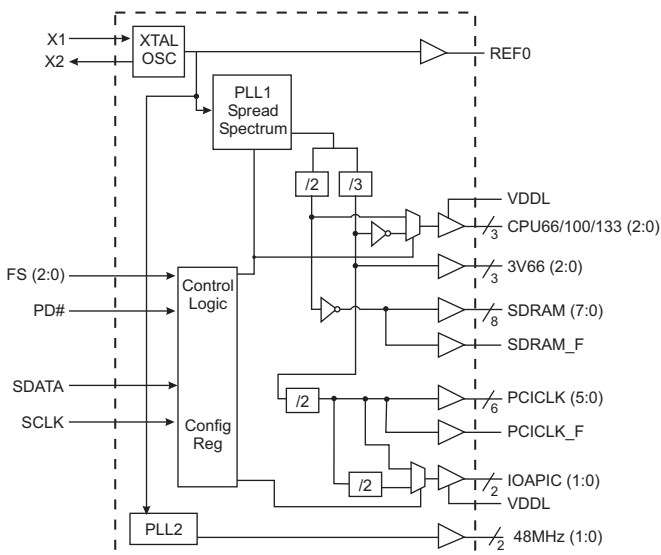 X1
X2
XTAL
OSC
REF0
PLL1
Spread
Spectrum
/2
/3
VDDL
CPU66/100/133 (2:0)
3
3V66 (2:0)
3
FS (2:0)
PD#
SDATA
SCLK
Control
Logic
Config
Reg
SDRAM (7:0)
8
SDRAM_F
/2
PCICLK (5:0)
6
PCICLK_F
/2
IOAPIC (1:0)
2
VDDL
PLL2
48MHz (1:0)
2